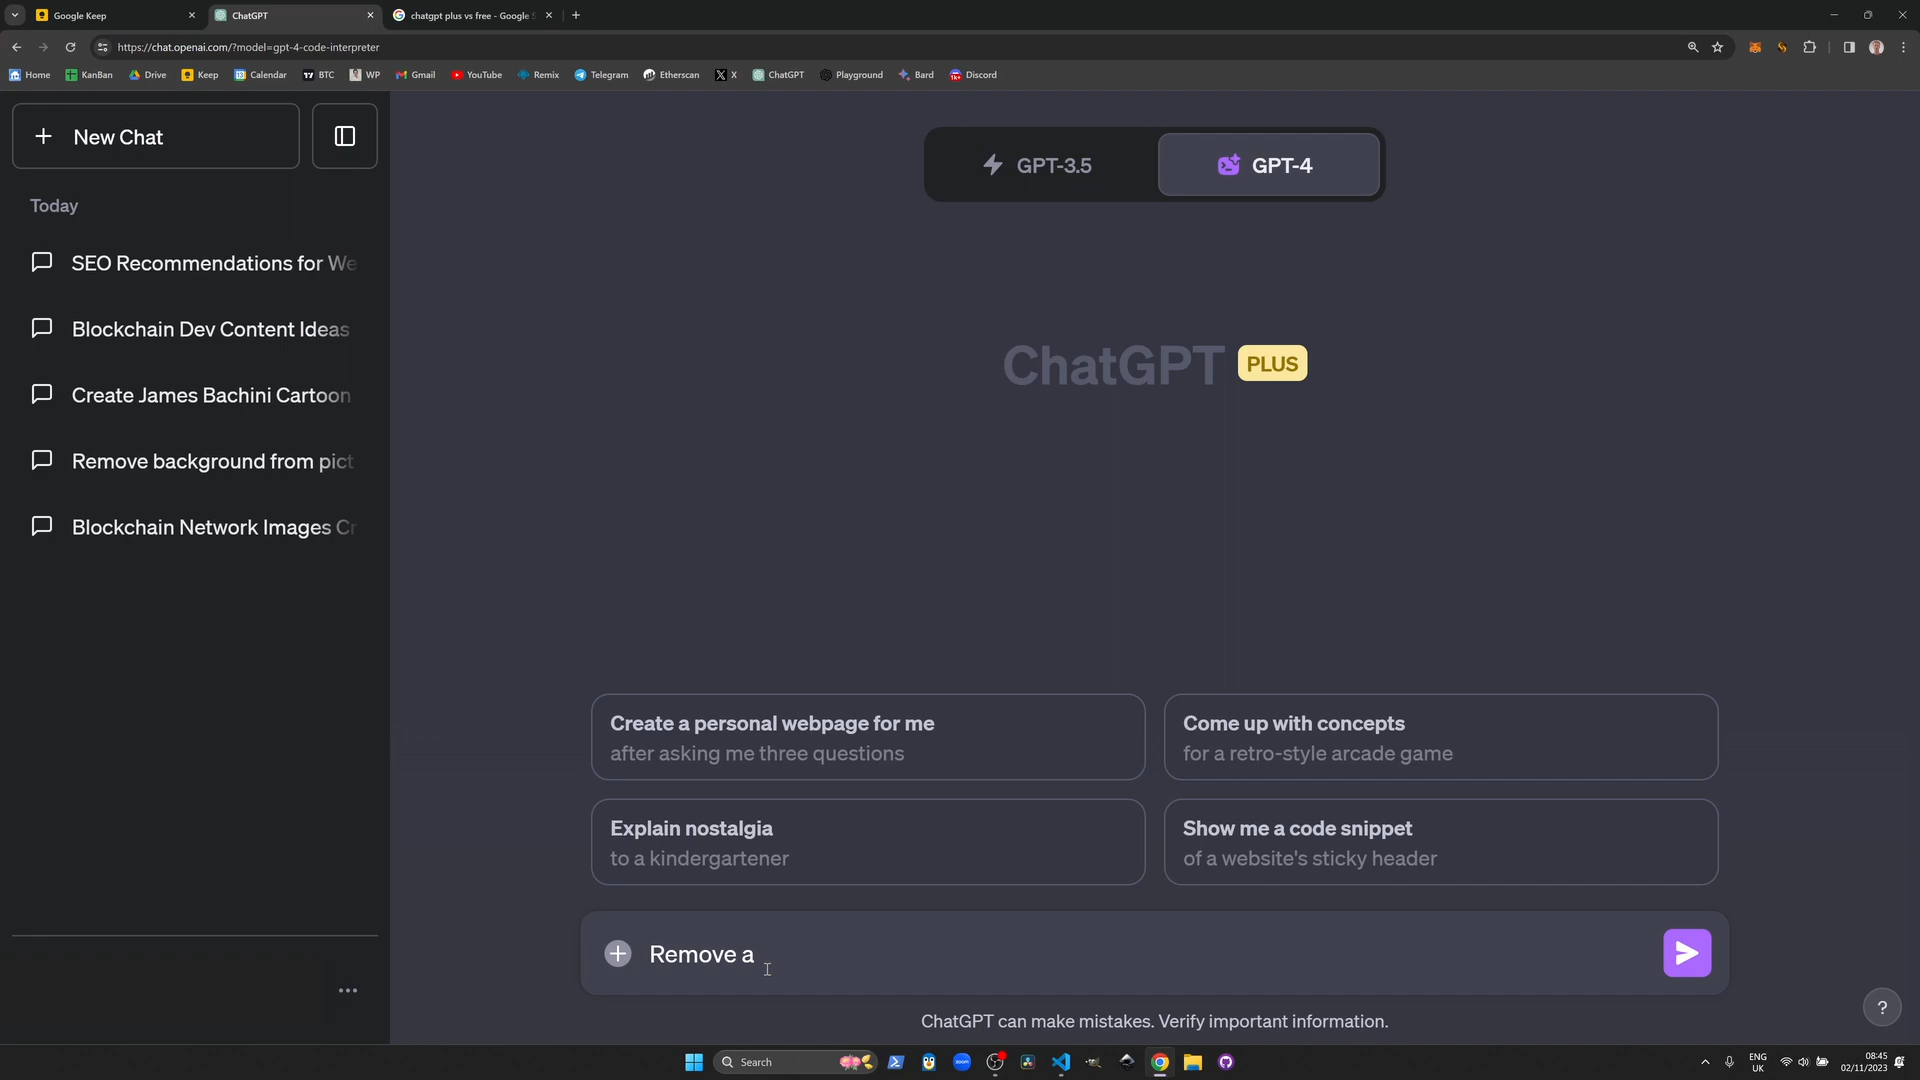 Google Keep
ChatGPT
chatgpt plus vs free - Google S
https://chat.openai.com/?model=gpt-4-code-interpreter
Home KanBan Drive Keep Calendar BTC WP Gmail YouTube Remix Telegram Etherscan X ChatGPT Playground Bard Discord
New Chat
Today
SEO Recommendations for We
Blockchain Dev Content Ideas
Create James Bachini Cartoon
Remove background from pict
Blockchain Network Images Cr
GPT-3.5
GPT-4
ChatGPT PLUS
Create a personal webpage for me
after asking me three questions
Come up with concepts
for a retro-style arcade game
Explain nostalgia
to a kindergartener
Show me a code snippet
of a website's sticky header
Remove a
ChatGPT can make mistakes. Verify important information.
?
Search
zoom
ENG
UK
08:45
02/11/2023